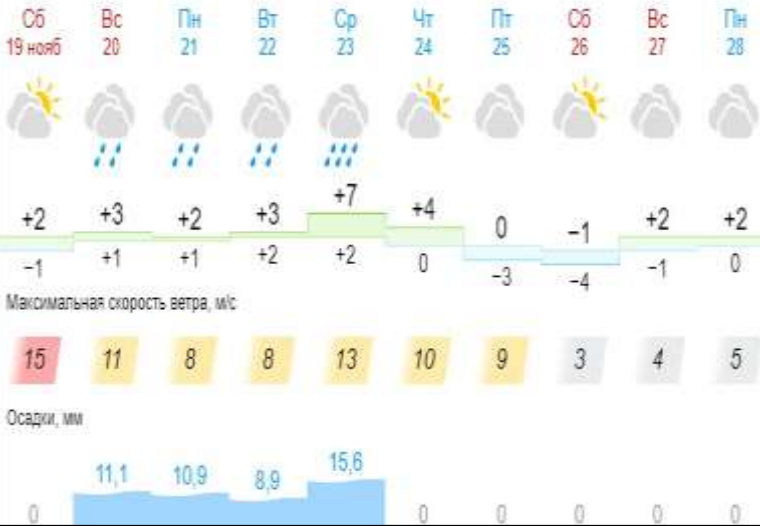 Сб Вс Пн Вт Ср Чт Пт Сб Вс Пн
19 нояб 20 21 22 23 24 25 26 27 28
+2 +3 +2 +3 +7 +4 0 −1 +2 +2
−1 +1 +1 +2 +2 0 −3 −4 −1 0
Максимальная скорость ветра, м/с
15 11 8 8 13 10 9 3 4 5
Осадки, мм
0 11,1 10,9 8,9 15,6 0 0 0 0 0